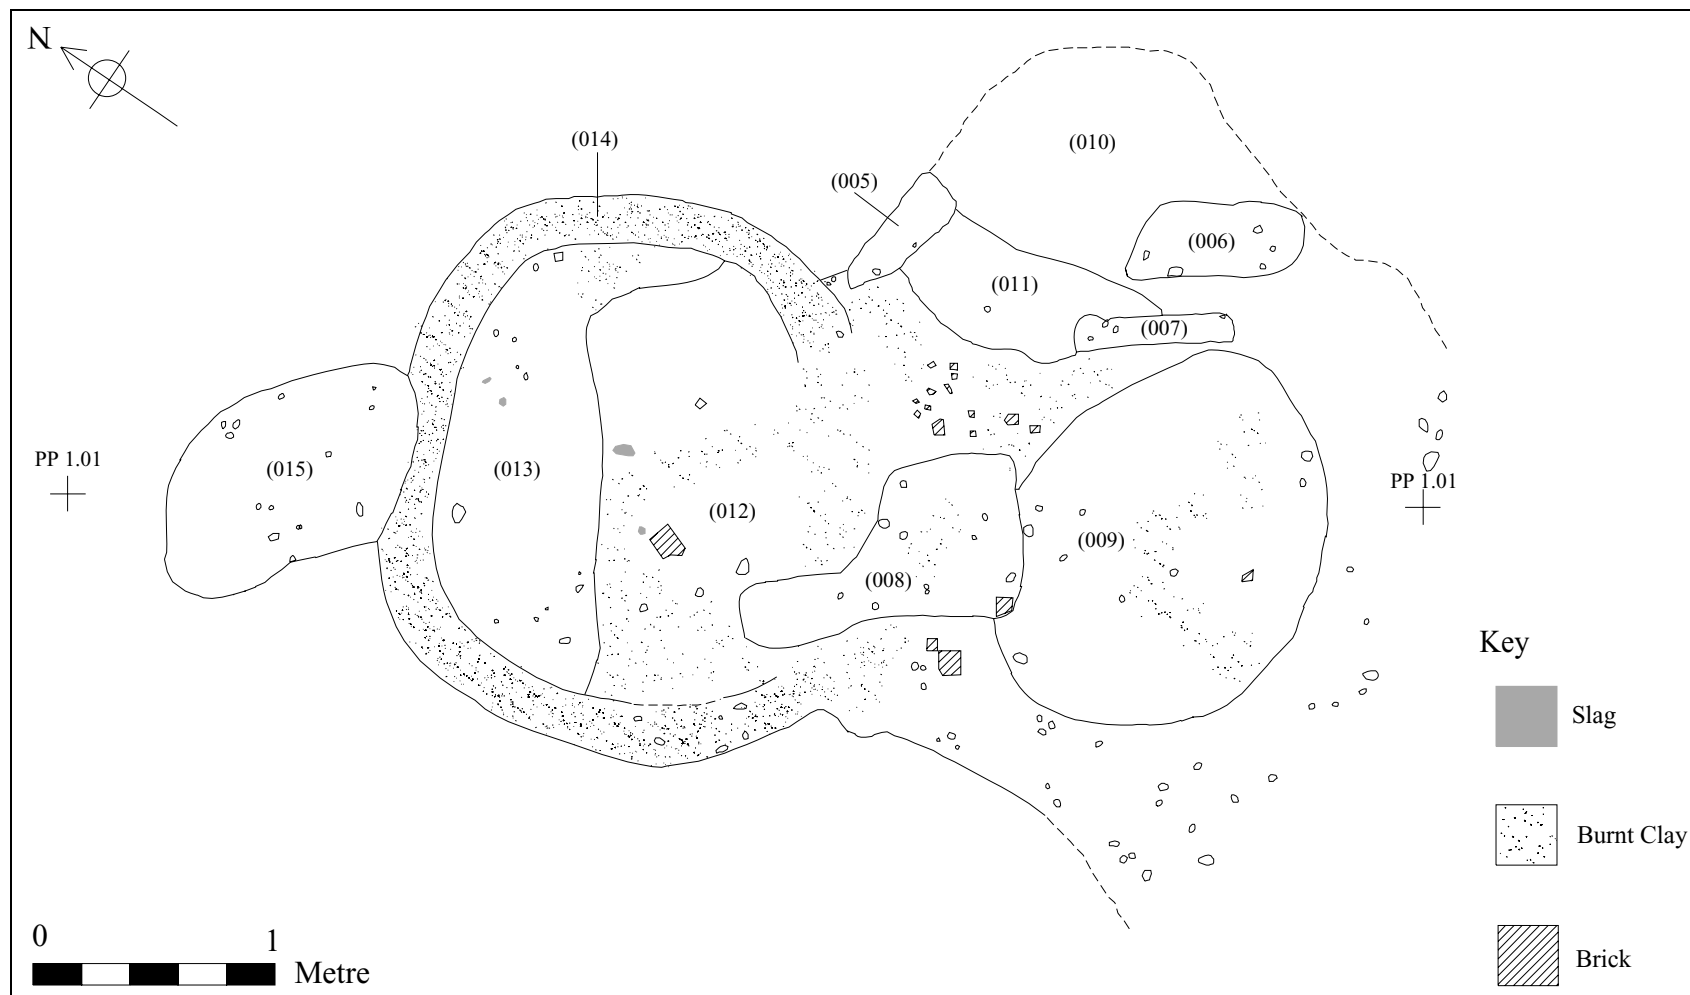 N
(014)
(010)
(005)
(006)
(011)
(007)
PP 1.01
(015)
(013)
(012)
(009)
(008)
PP 1.01
Key
Slag
Burnt Clay
Brick
0 1
Metre